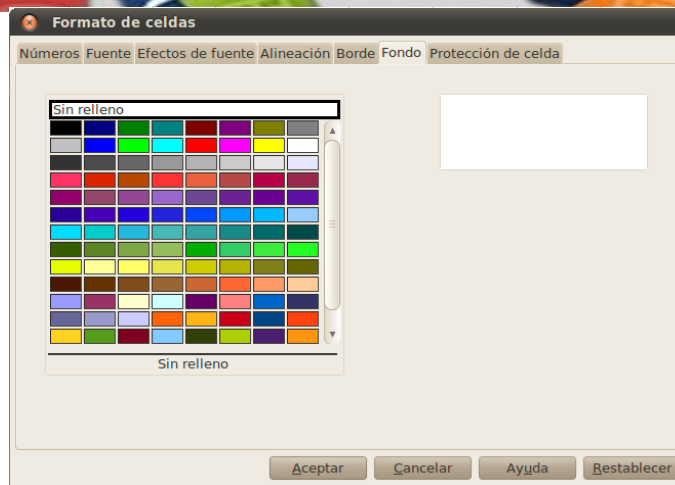 Formato de celdas
Números Fuente Efectos de fuente Alineación Borde Fondo Protección de celda
Sin relleno
Sin relleno
Aceptar Cancelar Ayuda Restablecer